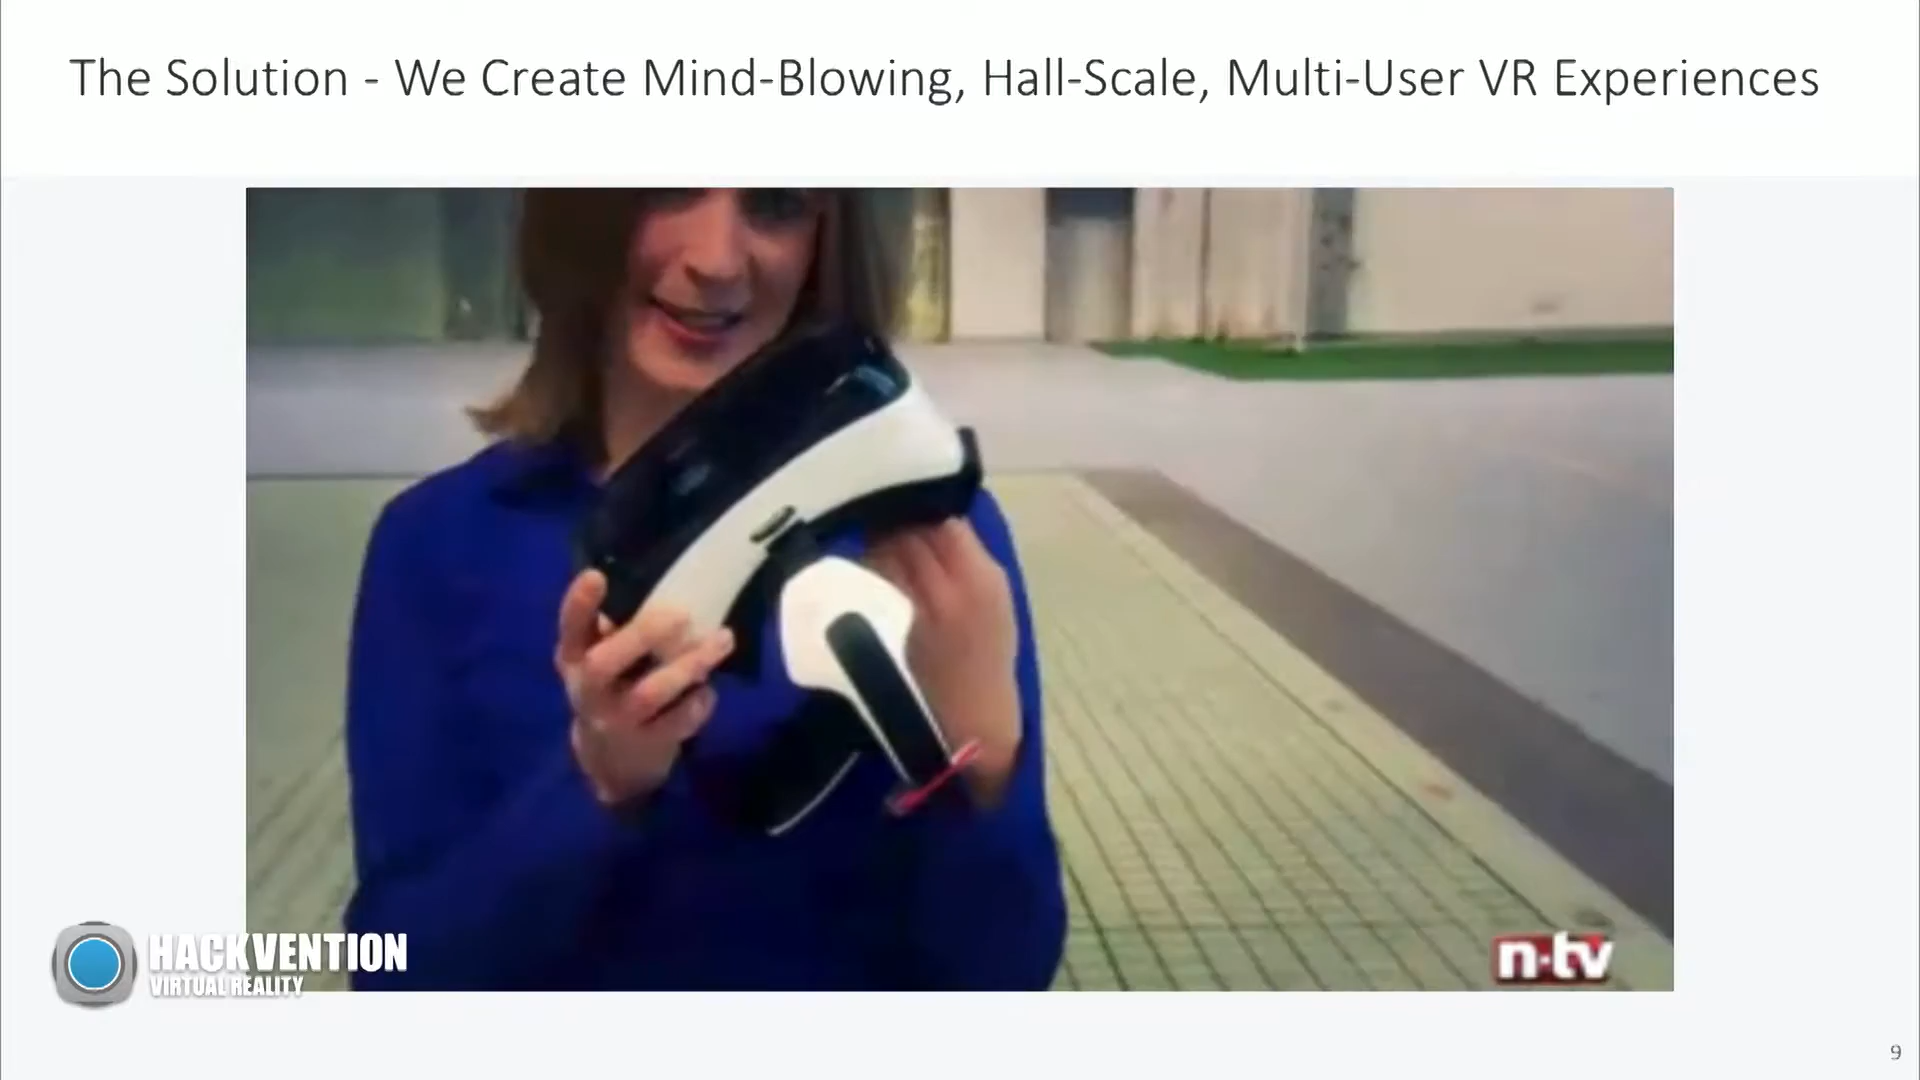 The Solution - We Create Mind-Blowing, Hall-Scale, Multi-User VR Experiences
HACKVENTION
VIRTUAL REALITY
n-tv
9